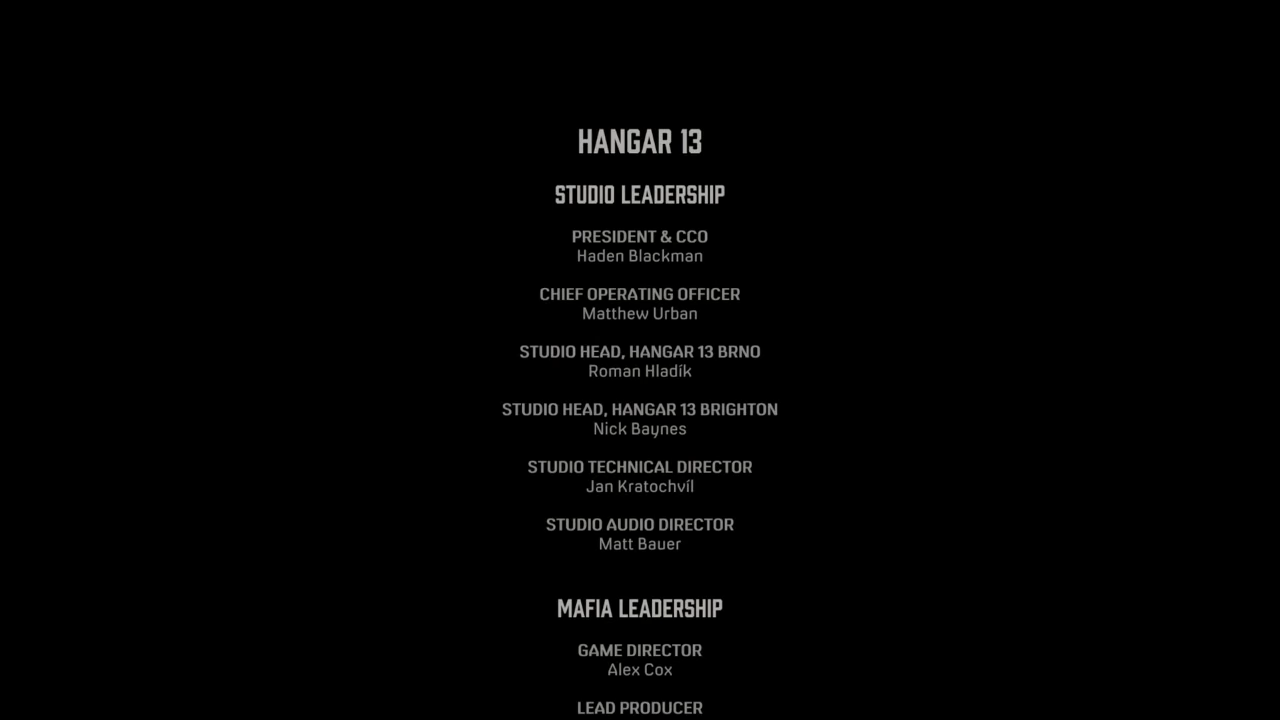 HANGAR 13
STUDIO LEADERSHIP
PRESIDENT & CCO
Haden Blackman
CHIEF OPERATING OFFICER
Matthew Urban
STUDIO HEAD, HANGAR 13 BRNO
Roman Hladík
STUDIO HEAD, HANGAR 13 BRIGHTON
Nick Baynes
STUDIO TECHNICAL DIRECTOR
Jan Kratochvíl
STUDIO AUDIO DIRECTOR
Matt Bauer
MAFIA LEADERSHIP
GAME DIRECTOR
Alex Cox
LEAD PRODUCER